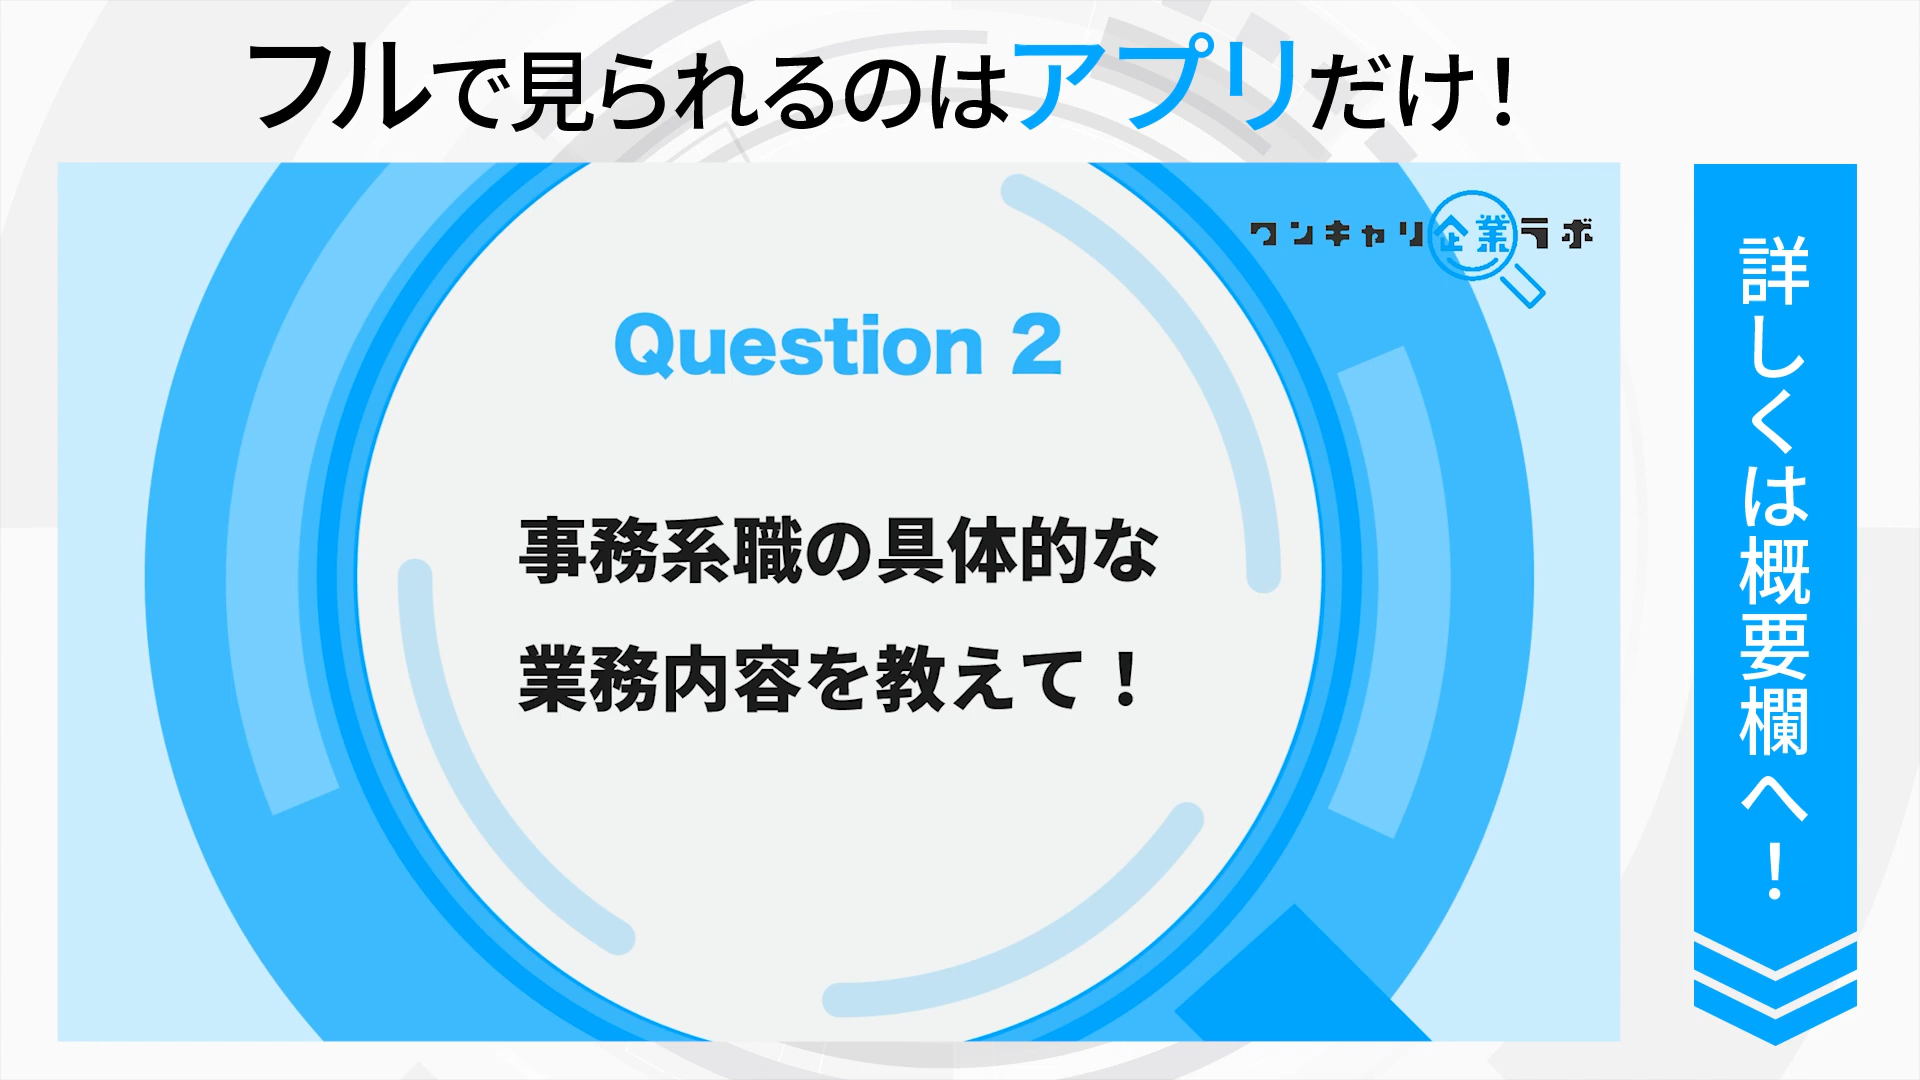 フルで見られるのはアプリだけ!
ワンキャリ企業ラボ
Question 2
事務系職の具体的な
業務内容を教えて！
詳しくは概要欄へ！